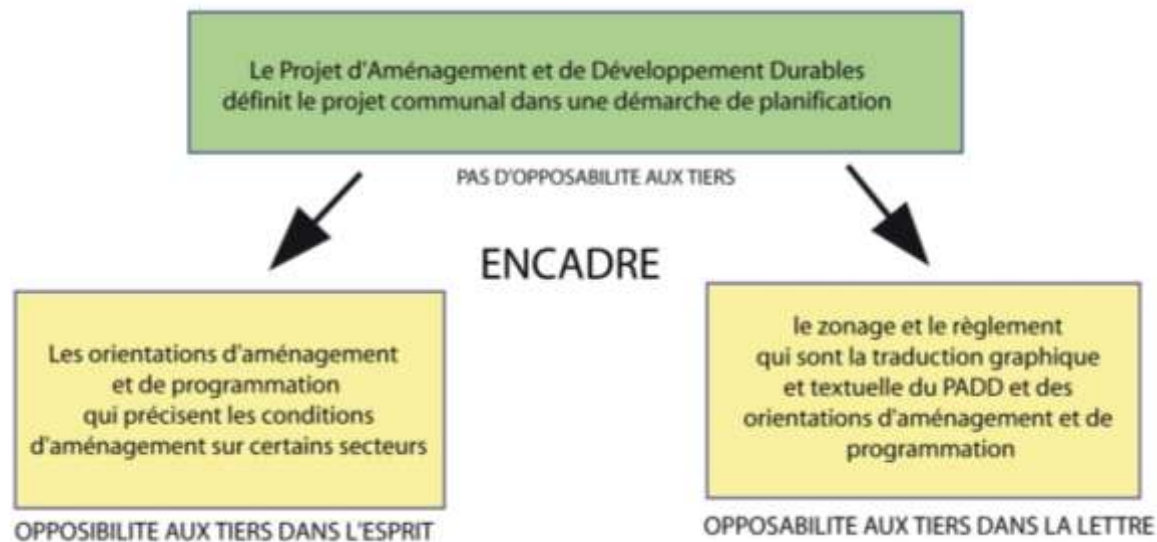 Le Projet d'Aménagement et de Développement Durables
définit le projet communal dans une démarche de planification
PAS D'OPPOSABILITE AUX TIERS
ENCADRE
Les orientations d'aménagement
et de programmation
qui précisent les conditions
d'aménagement sur certains secteurs
OPPOSIBILITE AUX TIERS DANS L'ESPRIT
le zonage et le règlement
qui sont la traduction graphique
et textuelle du PADD et des
orientations d'aménagement et de
programmation
OPPOSABILITE AUX TIERS DANS LA LETTRE